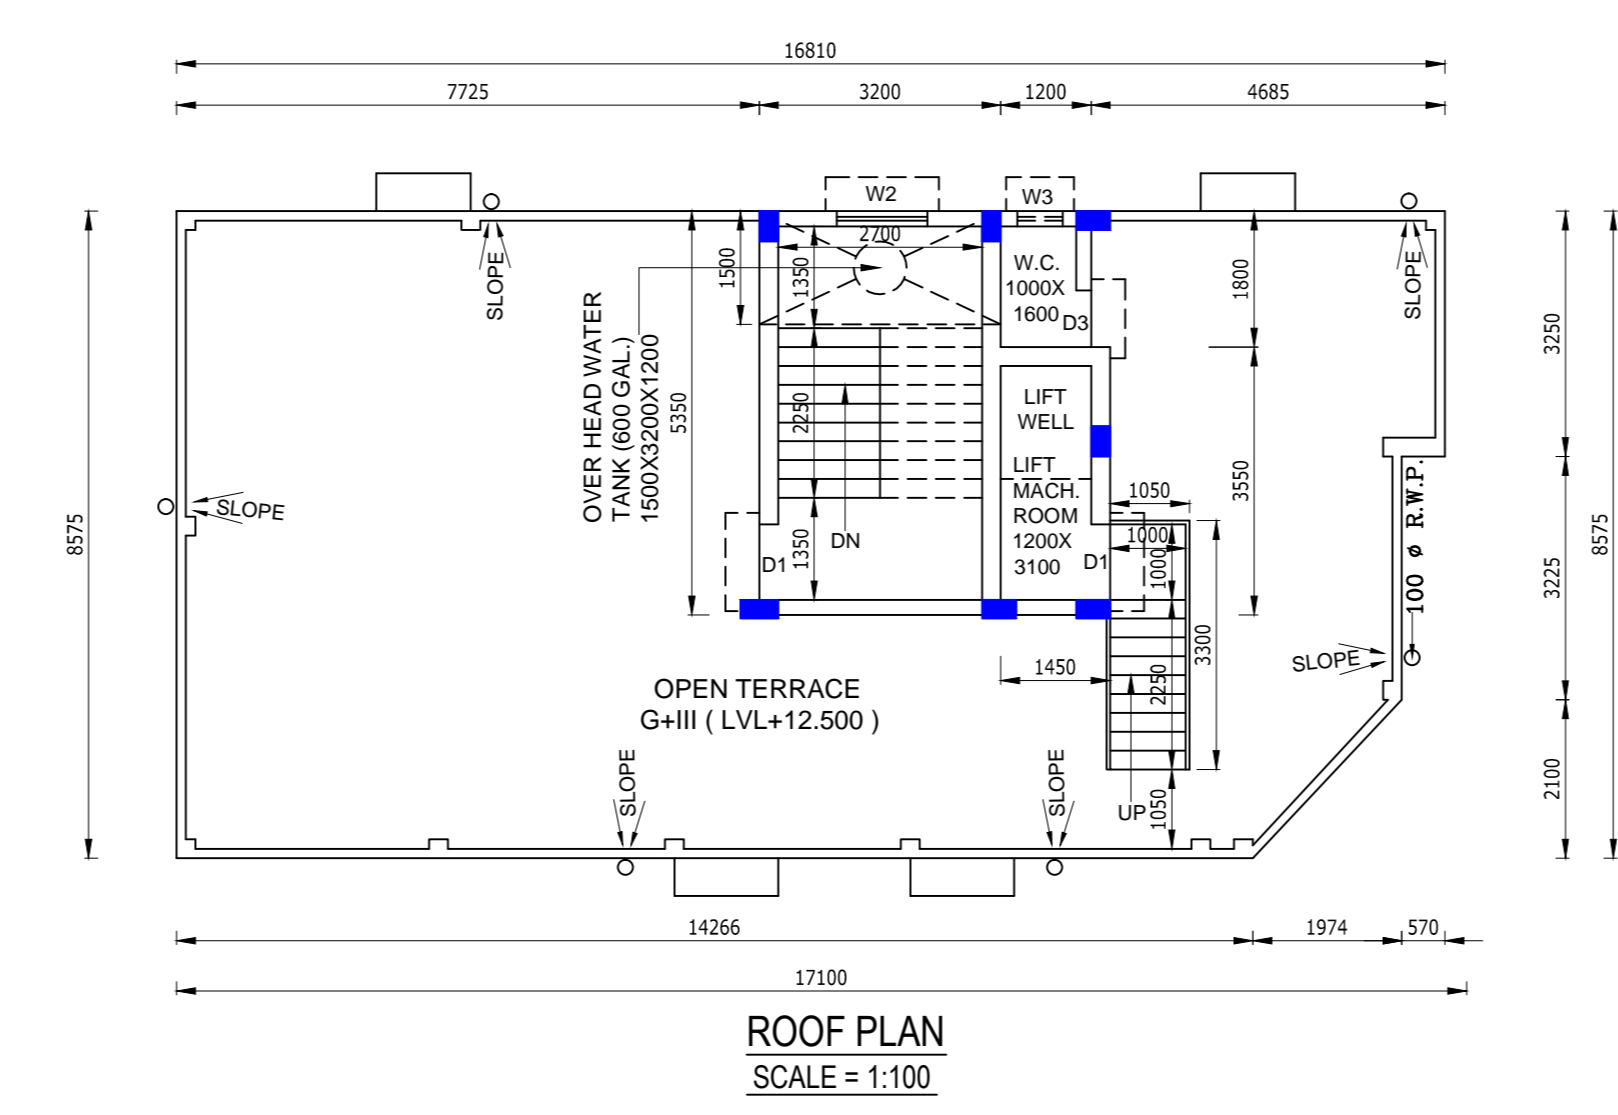 16810
7725
3200
1200
4685
W2
W3
2700
1500
1350
W.C.
1000X
1600
D3
1800
SLOPE
SLOPE
3250
OVER HEAD WATER
TANK (600 GAL.)
1500X3200X1200
5350
2250
LIFT
WELL
LIFT
MACH.
ROOM
1200X
3100
3550
1050
1000
1000
D1
DN
1350
D1
SLOPE
8575
100 ø R.W.P.
3225
8575
3300
2250
1450
SLOPE
OPEN TERRACE
G+III ( LVL+12.500 )
SLOPE
SLOPE
UP
1050
2100
14266
1974
570
17100
ROOF PLAN
SCALE = 1:100